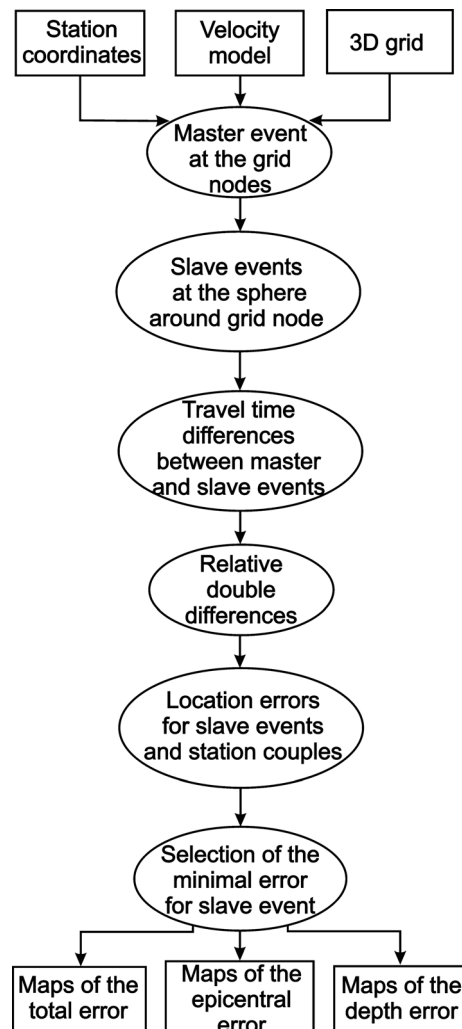 Station
coordinates
Velocity
model
3D grid
Master event
at the grid
nodes
Slave events
at the sphere
around grid node
Travel time
differences
between master
and slave events
Relative
double
differences
Location errors
for slave events
and station couples
Selection of the
minimal error
for slave event
Maps of the
total error
Maps of the
epicentral
error
Maps of the
depth error